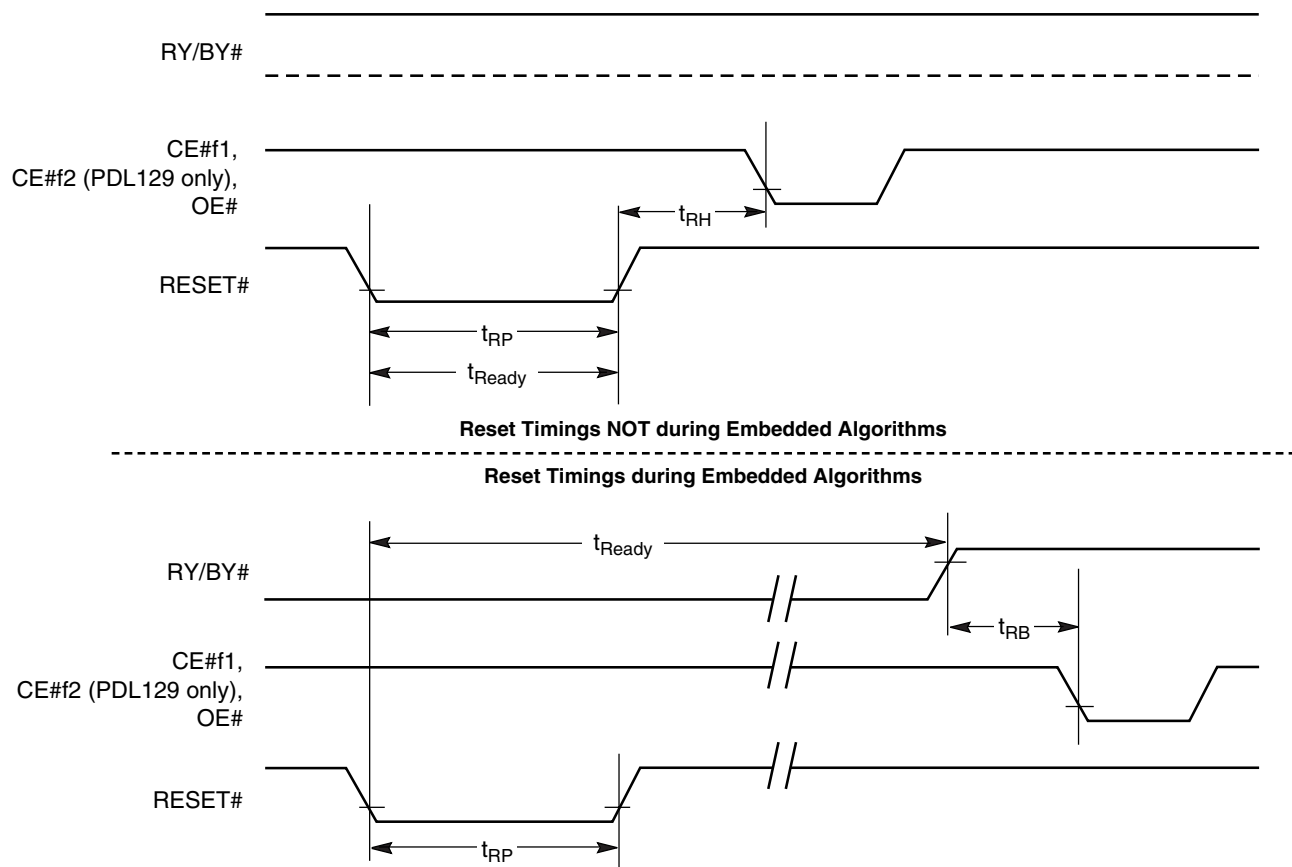 RY/BY#
CE#f1,
CE#f2 (PDL129 only),
OE#
tRH
RESET#
tRP
tReady
Reset Timings NOT during Embedded Algorithms
Reset Timings during Embedded Algorithms
tReady
RY/BY#
tRB
CE#f1,
CE#f2 (PDL129 only),
OE#
RESET#
tRP